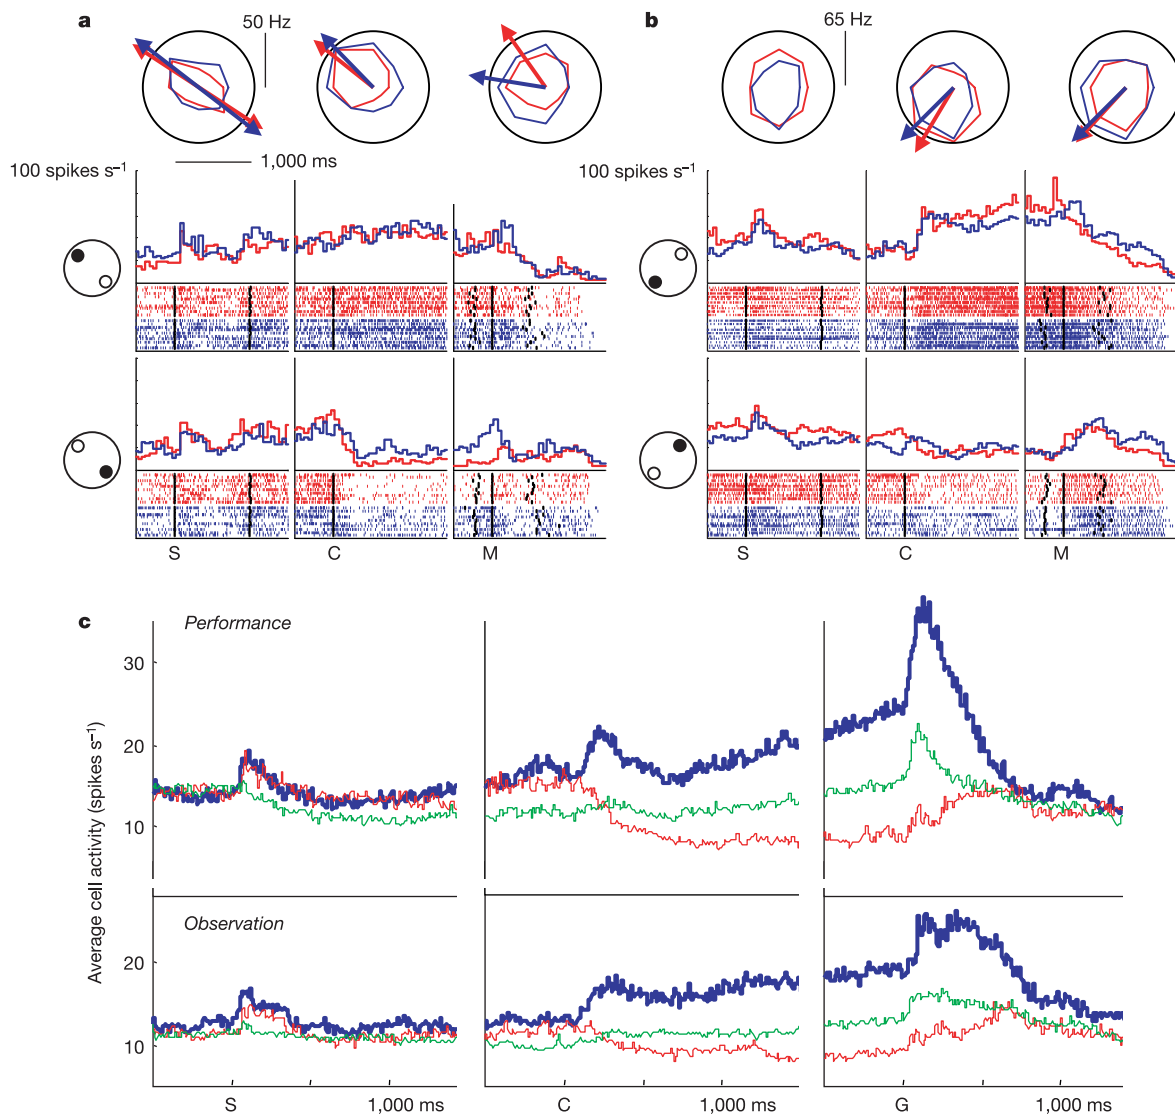 a
50 Hz
b
65 Hz
1,000 ms
100 spikes s⁻¹
100 spikes s⁻¹
S
C
M
S
C
M
c
Performance
30
20
10
Average cell activity (spikes s⁻¹)
Observation
20
10
S
1,000 ms
C
1,000 ms
G
1,000 ms